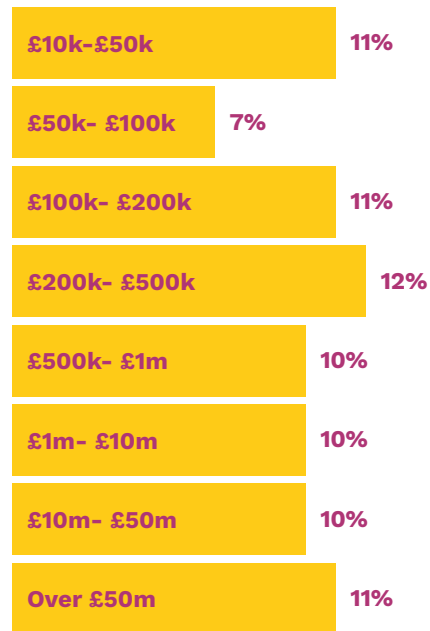 £10k-£50k 11%
£50k- £100k 7%
£100k- £200k 11%
£200k- £500k 12%
£500k- £1m 10%
£1m- £10m 10%
£10m- £50m 10%
Over £50m 11%